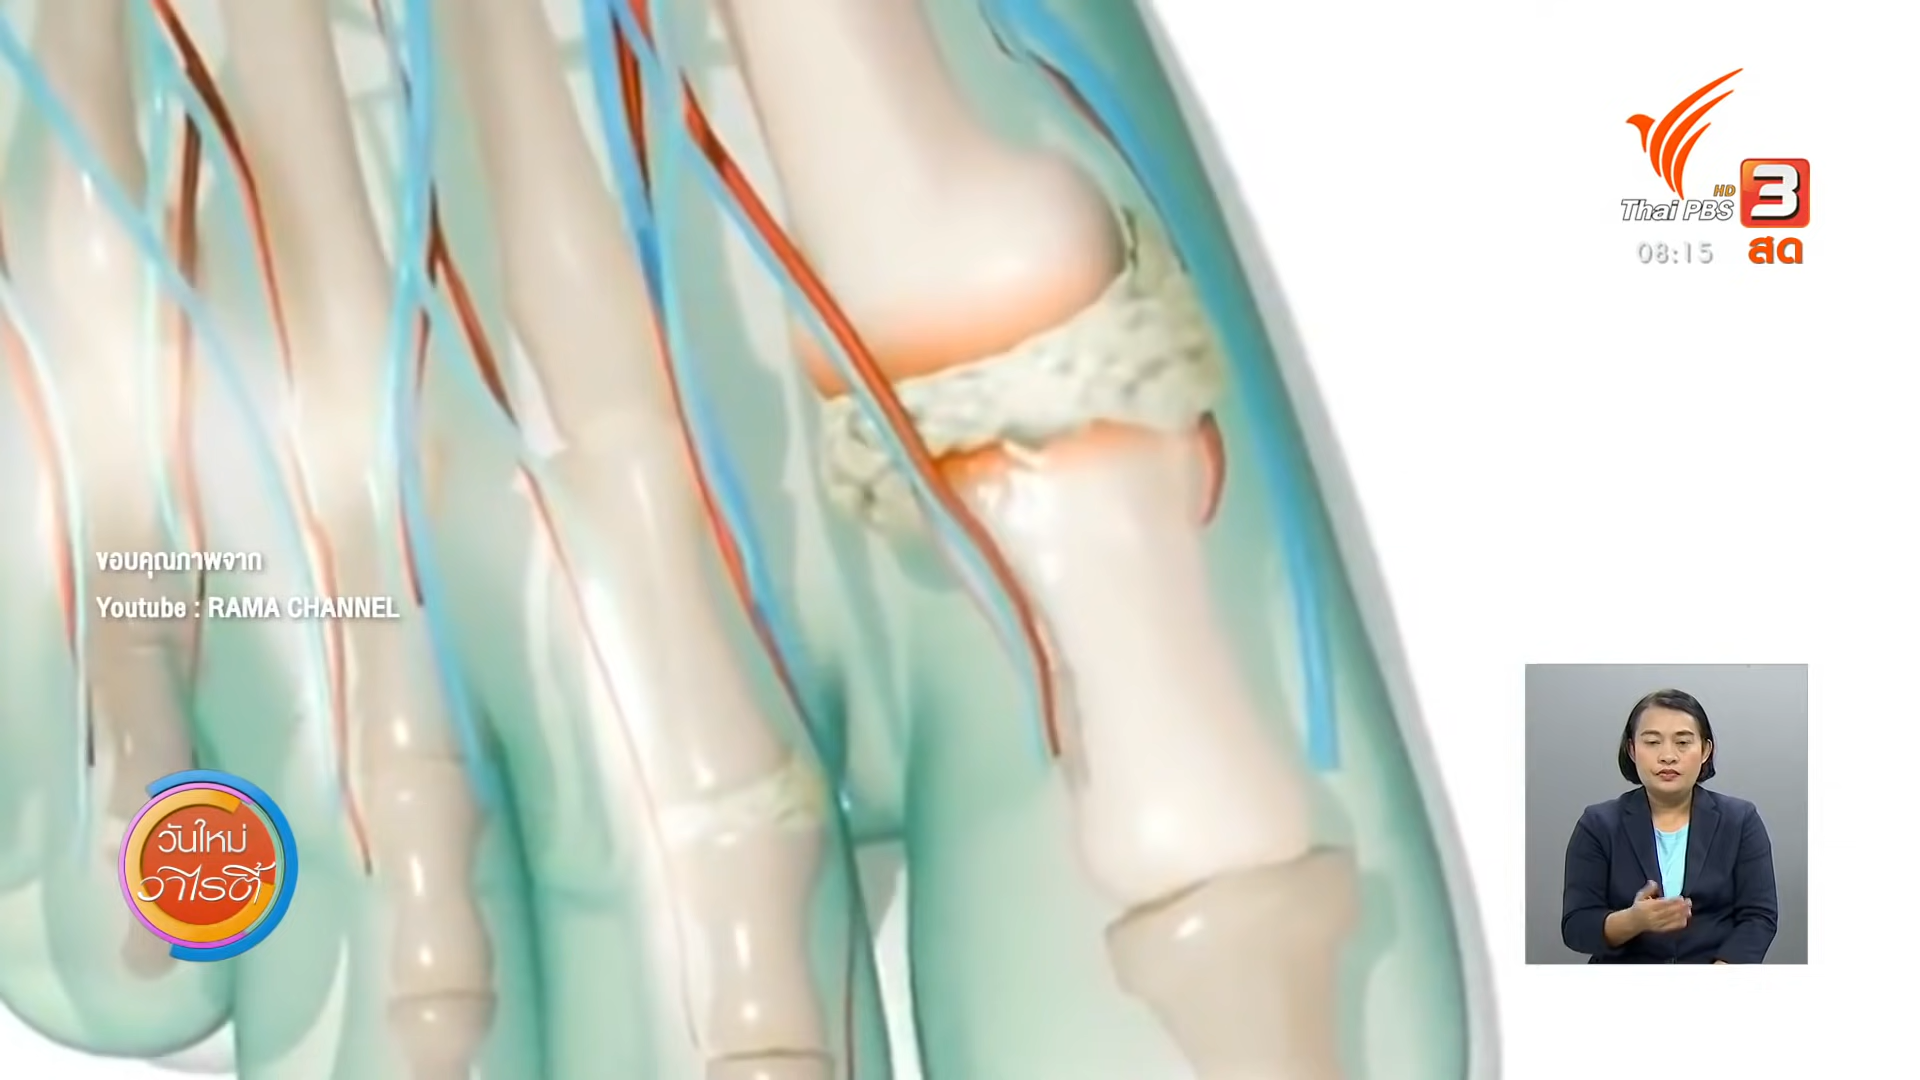 HD
Thai PBS 3
08:15 สด
ขอบคุณภาพจาก
Youtube : RAMA CHANNEL
วันใหม่
วาไรตี้